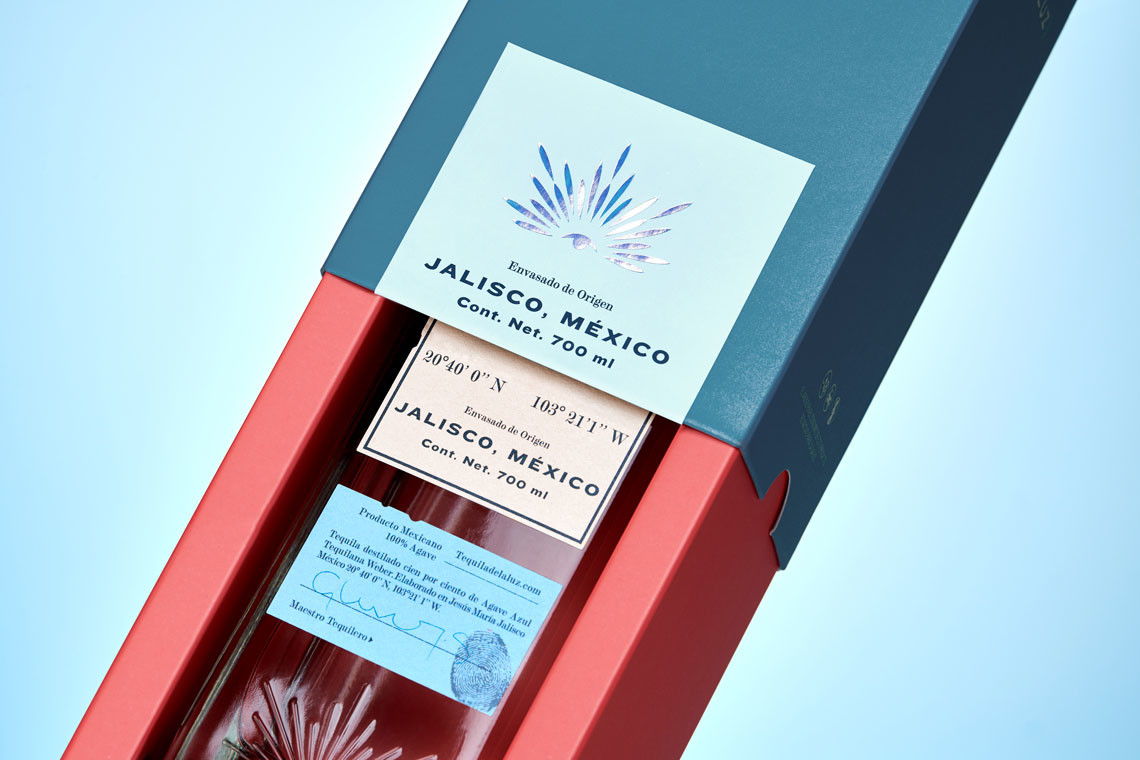 UZ
Envasado de Origen
JALISCO, MÉXICO
Cont. Net. 700 ml
20°40' 0" N 103° 21'1" W
Envasado de Origen
JALISCO, MÉXICO
Cont. Net. 700 ml
Producto Mexicano
100% Agave
Tequiladelaluz.com
Tequila destilado cien por ciento de Agave Azul
Tequilana Weber. Elaborado en Jesús María Jalisco
México 20°40' 0" N, 103°21' 1" W.
Maestro Tequilero